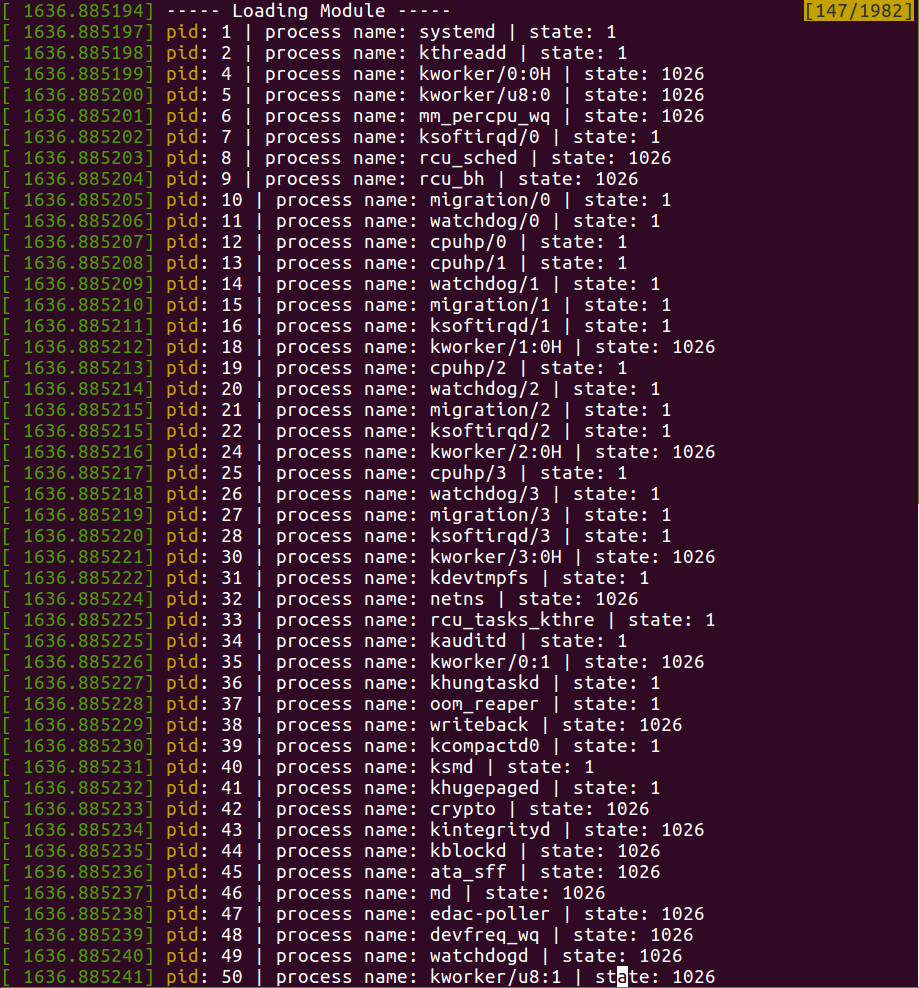 [ 1636.885194] ----- Loading Module ----- [147/1982]
[ 1636.885197] pid: 1 | process name: systemd | state: 1
[ 1636.885198] pid: 2 | process name: kthreadd | state: 1
[ 1636.885199] pid: 4 | process name: kworker/0:0H | state: 1026
[ 1636.885200] pid: 5 | process name: kworker/u8:0 | state: 1026
[ 1636.885201] pid: 6 | process name: mm_percpu_wq | state: 1026
[ 1636.885202] pid: 7 | process name: ksoftirqd/0 | state: 1
[ 1636.885203] pid: 8 | process name: rcu_sched | state: 1026
[ 1636.885204] pid: 9 | process name: rcu_bh | state: 1026
[ 1636.885205] pid: 10 | process name: migration/0 | state: 1
[ 1636.885206] pid: 11 | process name: watchdog/0 | state: 1
[ 1636.885207] pid: 12 | process name: cpuhp/0 | state: 1
[ 1636.885208] pid: 13 | process name: cpuhp/1 | state: 1
[ 1636.885209] pid: 14 | process name: watchdog/1 | state: 1
[ 1636.885210] pid: 15 | process name: migration/1 | state: 1
[ 1636.885211] pid: 16 | process name: ksoftirqd/1 | state: 1
[ 1636.885212] pid: 18 | process name: kworker/1:0H | state: 1026
[ 1636.885213] pid: 19 | process name: cpuhp/2 | state: 1
[ 1636.885214] pid: 20 | process name: watchdog/2 | state: 1
[ 1636.885215] pid: 21 | process name: migration/2 | state: 1
[ 1636.885215] pid: 22 | process name: ksoftirqd/2 | state: 1
[ 1636.885216] pid: 24 | process name: kworker/2:0H | state: 1026
[ 1636.885217] pid: 25 | process name: cpuhp/3 | state: 1
[ 1636.885218] pid: 26 | process name: watchdog/3 | state: 1
[ 1636.885219] pid: 27 | process name: migration/3 | state: 1
[ 1636.885220] pid: 28 | process name: ksoftirqd/3 | state: 1
[ 1636.885221] pid: 30 | process name: kworker/3:0H | state: 1026
[ 1636.885222] pid: 31 | process name: kdevtmpfs | state: 1
[ 1636.885224] pid: 32 | process name: netns | state: 1026
[ 1636.885225] pid: 33 | process name: rcu_tasks_kthre | state: 1
[ 1636.885225] pid: 34 | process name: kauditd | state: 1
[ 1636.885226] pid: 35 | process name: kworker/0:1 | state: 1026
[ 1636.885227] pid: 36 | process name: khungtaskd | state: 1
[ 1636.885228] pid: 37 | process name: oom_reaper | state: 1
[ 1636.885229] pid: 38 | process name: writeback | state: 1026
[ 1636.885230] pid: 39 | process name: kcompactd0 | state: 1
[ 1636.885231] pid: 40 | process name: ksmd | state: 1
[ 1636.885232] pid: 41 | process name: khugepaged | state: 1
[ 1636.885233] pid: 42 | process name: crypto | state: 1026
[ 1636.885234] pid: 43 | process name: kintegrityd | state: 1026
[ 1636.885235] pid: 44 | process name: kblockd | state: 1026
[ 1636.885236] pid: 45 | process name: ata_sff | state: 1026
[ 1636.885237] pid: 46 | process name: md | state: 1026
[ 1636.885238] pid: 47 | process name: edac-poller | state: 1026
[ 1636.885239] pid: 48 | process name: devfreq_wq | state: 1026
[ 1636.885240] pid: 49 | process name: watchdogd | state: 1026
[ 1636.885241] pid: 50 | process name: kworker/u8:1 | state: 1026